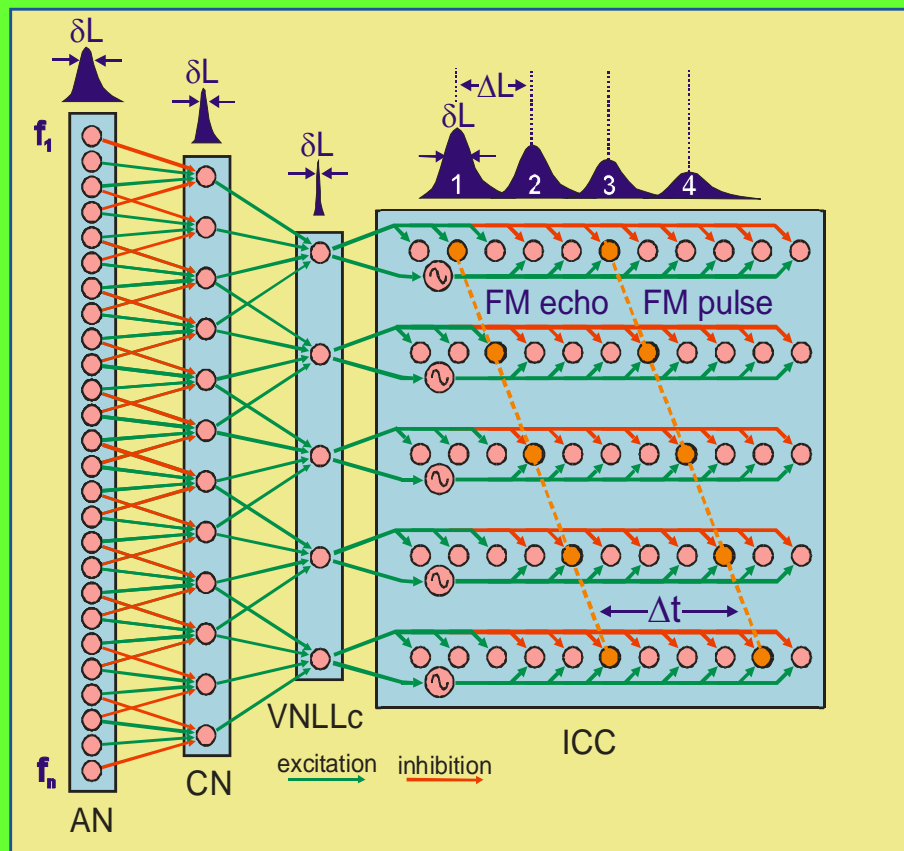 δL
δL
δL
ΔL
δL
1 2 3 4
f1
FM echo FM pulse
Δt
VNLLc
ICC
excitation inhibition
fn
CN
AN